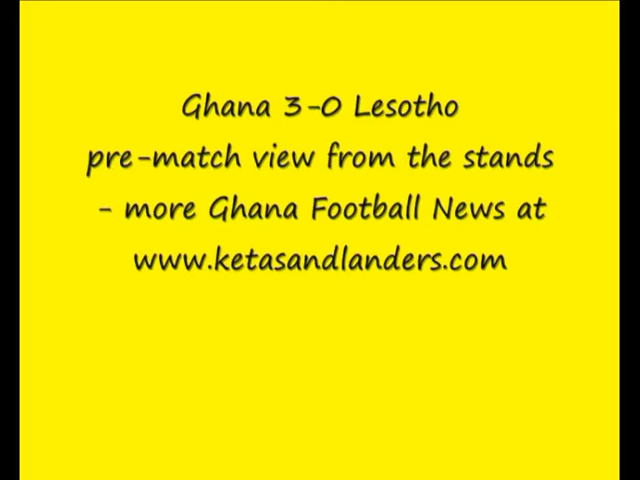 Ghana 3-0 Lesotho
pre-match view from the stands
- more Ghana Football News at
www.ketasandlanders.com